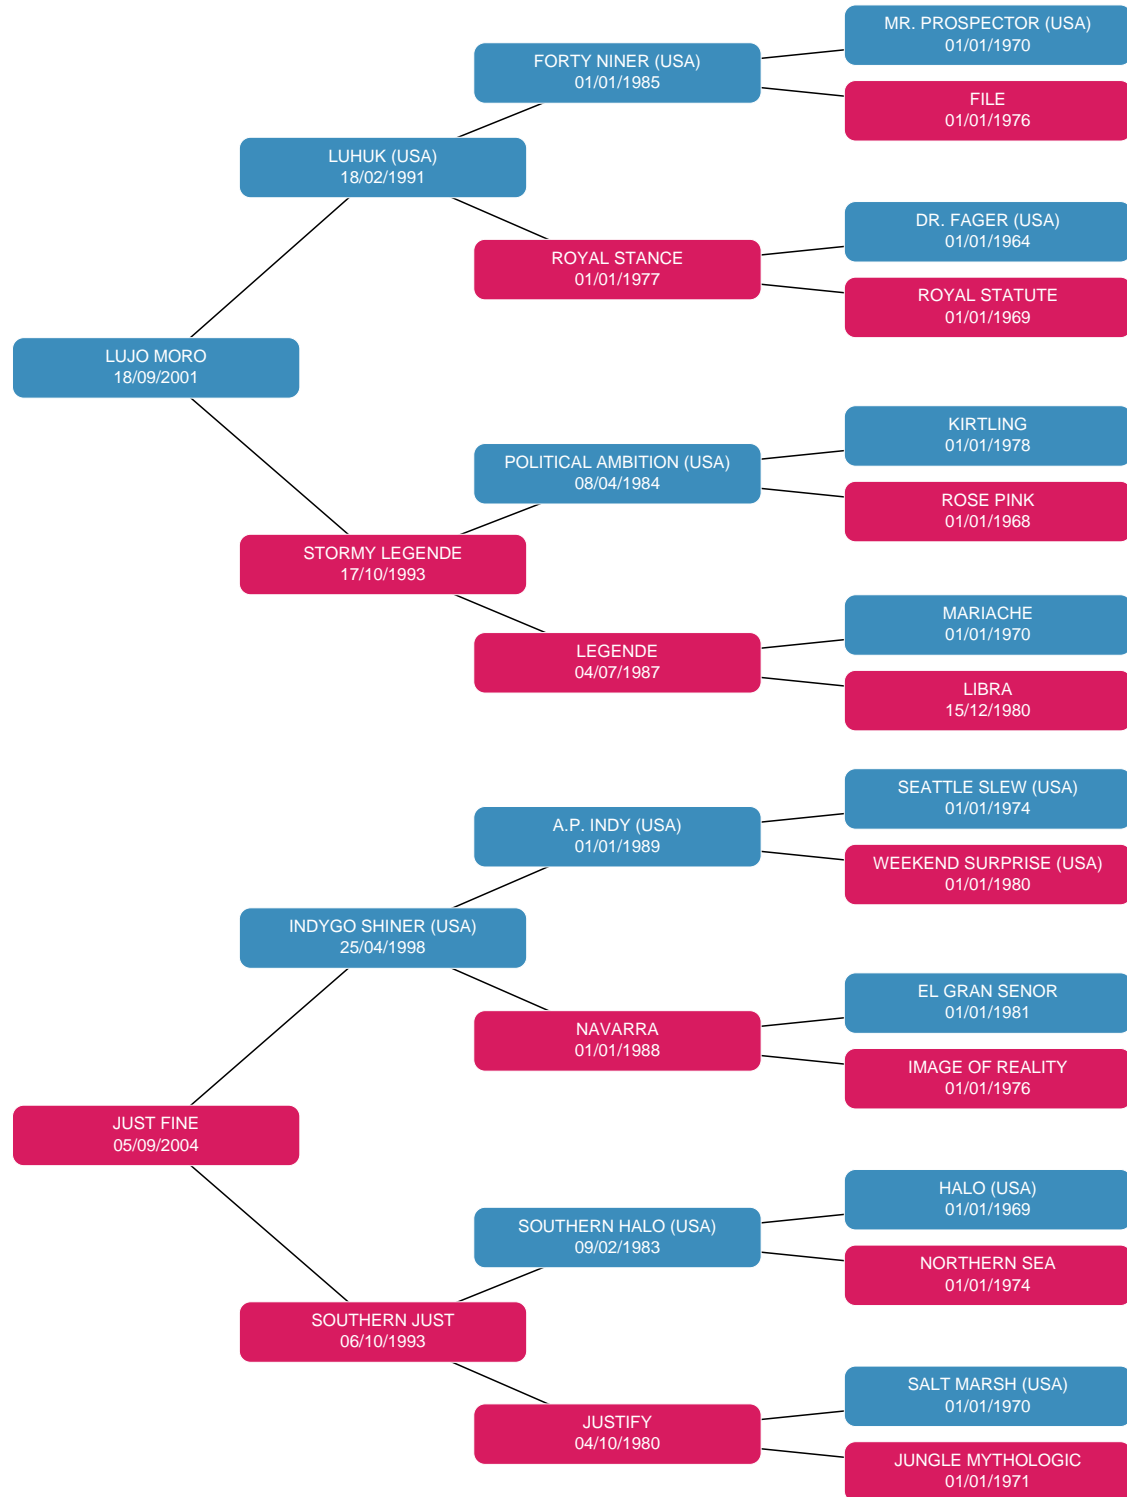 MR. PROSPECTOR (USA)
01/01/1970
FORTY NINER (USA)
01/01/1985
FILE
01/01/1976
LUHUK (USA)
18/02/1991
DR. FAGER (USA)
01/01/1964
ROYAL STANCE
01/01/1977
ROYAL STATUTE
01/01/1969
LUJO MORO
18/09/2001
KIRTLING
01/01/1978
POLITICAL AMBITION (USA)
08/04/1984
ROSE PINK
01/01/1968
STORMY LEGENDE
17/10/1993
MARIACHE
01/01/1970
LEGENDE
04/07/1987
LIBRA
15/12/1980
SEATTLE SLEW (USA)
01/01/1974
A.P. INDY (USA)
01/01/1989
WEEKEND SURPRISE (USA)
01/01/1980
INDYGO SHINER (USA)
25/04/1998
EL GRAN SENOR
01/01/1981
NAVARRA
01/01/1988
IMAGE OF REALITY
01/01/1976
JUST FINE
05/09/2004
HALO (USA)
01/01/1969
SOUTHERN HALO (USA)
09/02/1983
NORTHERN SEA
01/01/1974
SOUTHERN JUST
06/10/1993
SALT MARSH (USA)
01/01/1970
JUSTIFY
04/10/1980
JUNGLE MYTHOLOGIC
01/01/1971